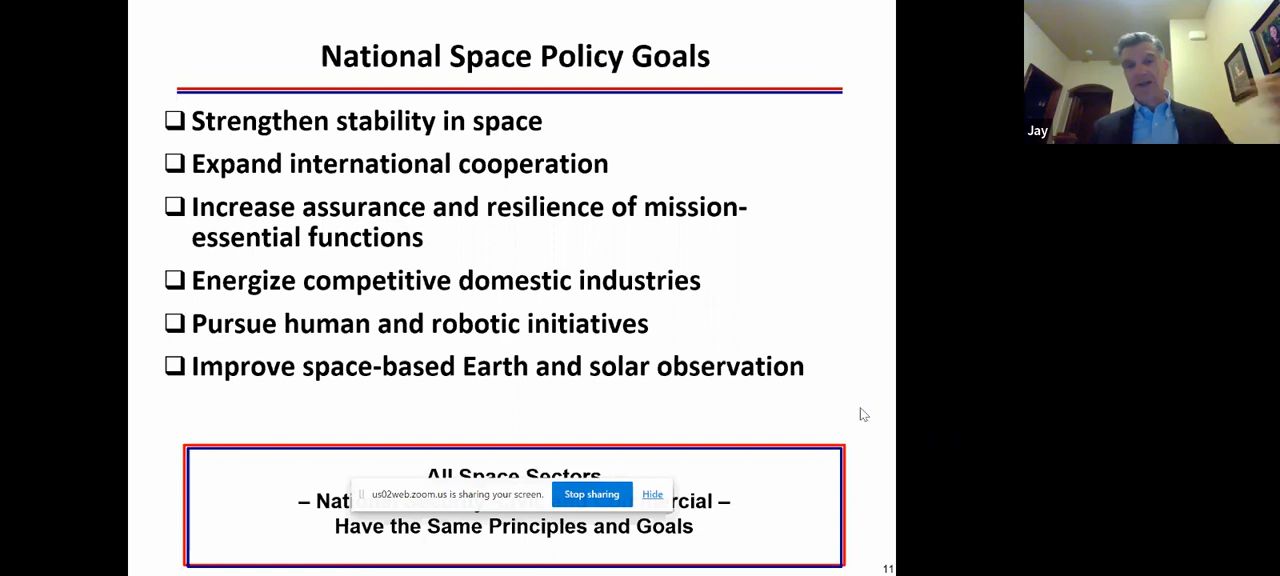 National Space Policy Goals
Strengthen stability in space
Expand international cooperation
Increase assurance and resilience of mission-
essential functions
Energize competitive domestic industries
Pursue human and robotic initiatives
Improve space-based Earth and solar observation
All Space Sectors
us02web.zoom.us is sharing your screen. Stop sharing Hide
Have the Same Principles and Goals
11
Jay